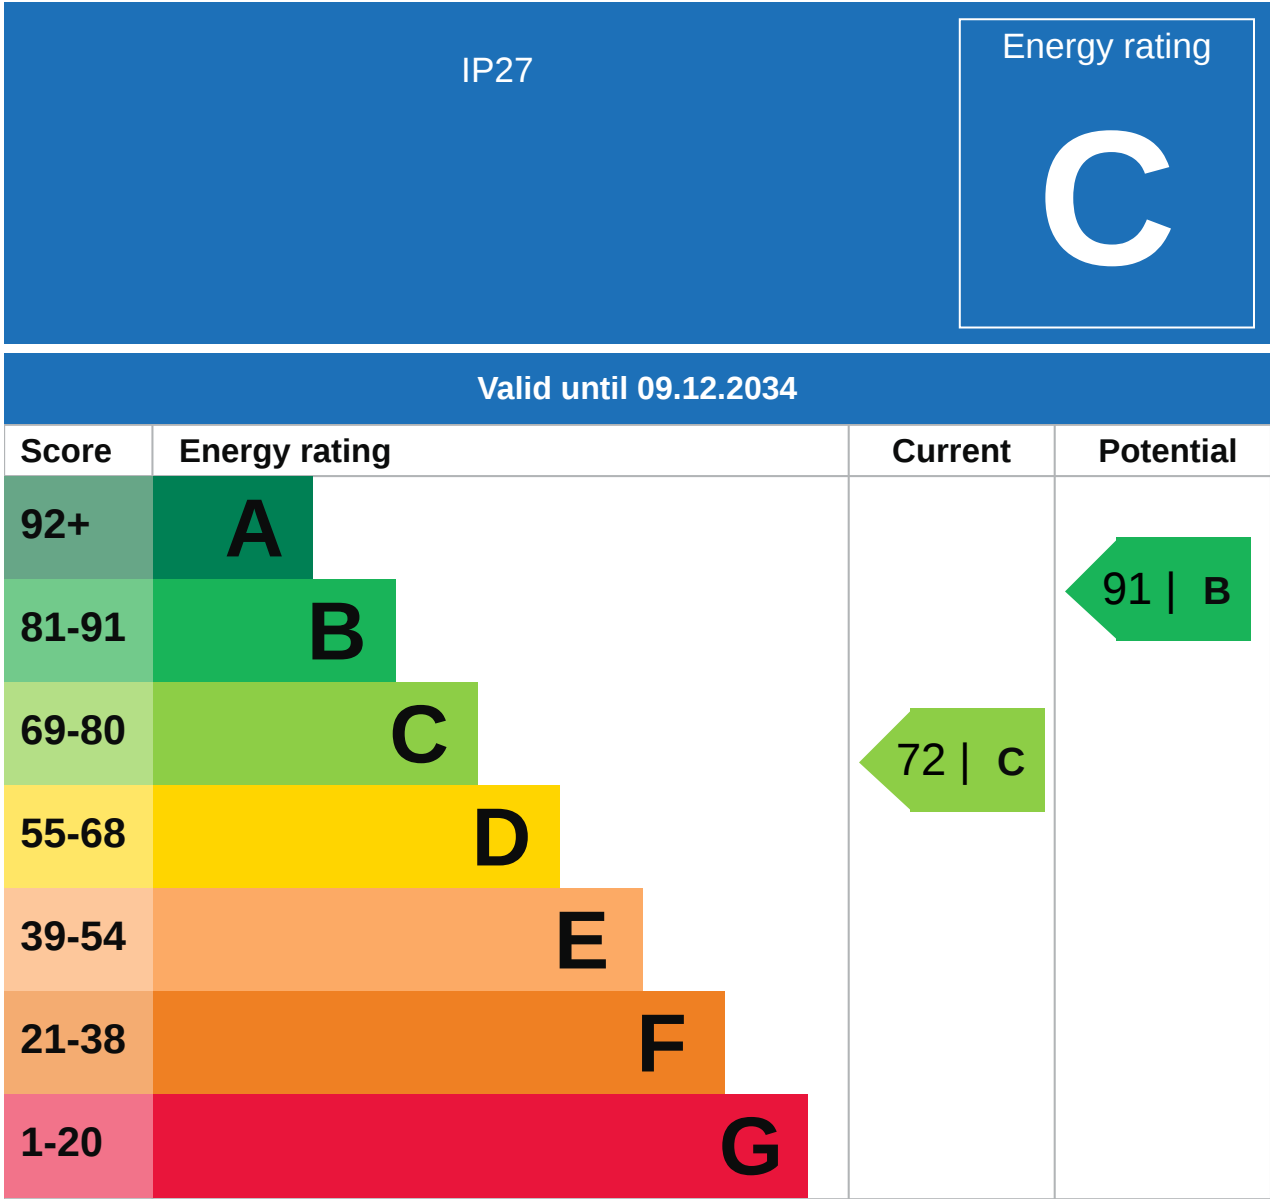 IP27
Energy rating
C
Valid until 09.12.2034
Score Energy rating Current Potential
92+ A
81-91 B 91 | B
69-80 C 72 | C
55-68 D
39-54 E
21-38 F
1-20 G